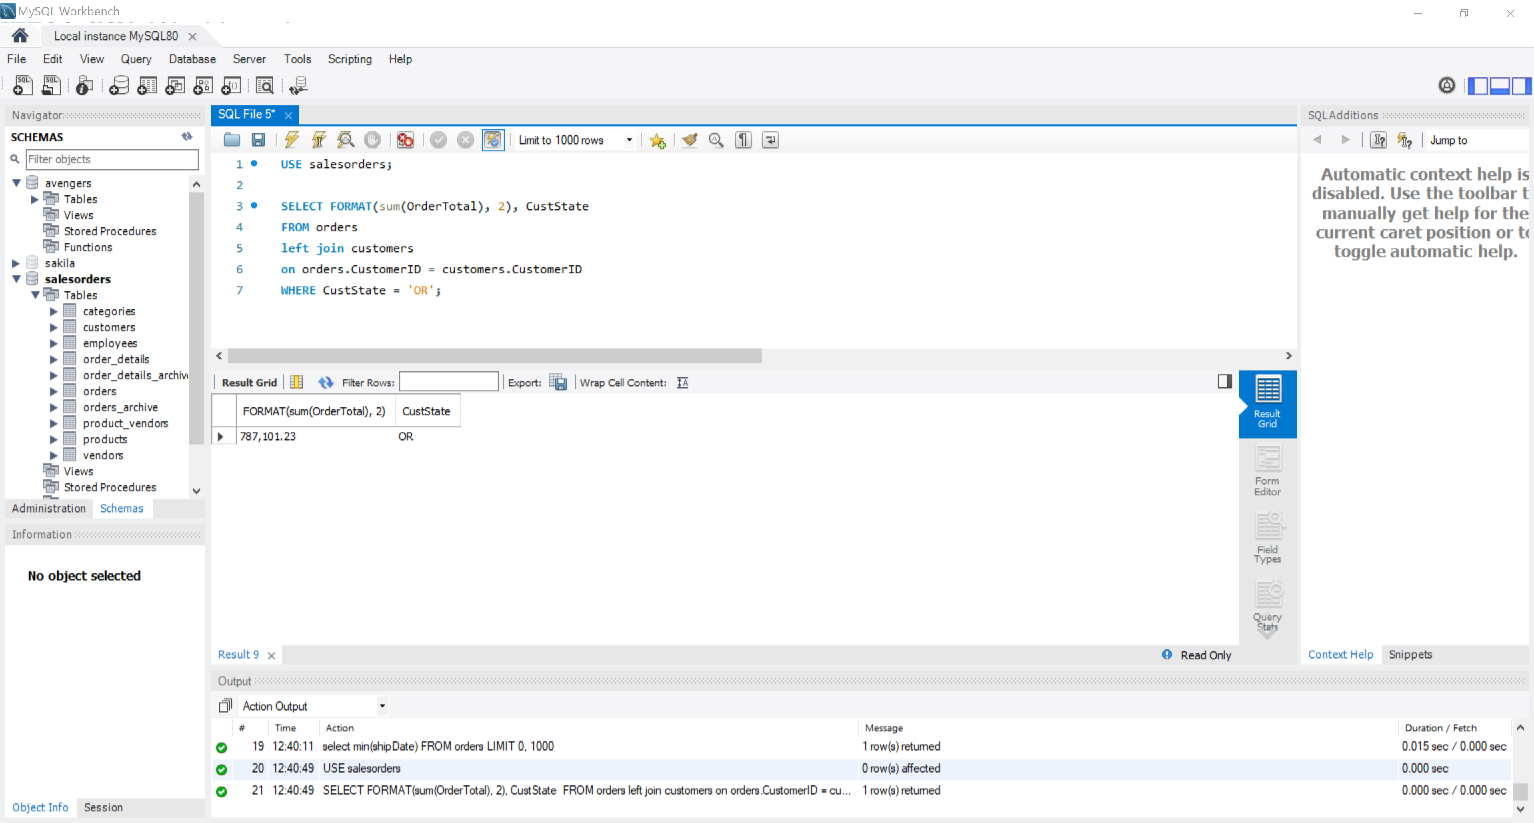 MySQL Workbench
Local instance MySQL80
File Edit View Query Database Server Tools Scripting Help
Navigator
SCHEMAS
Filter objects
avengers
Tables
Views
Stored Procedures
Functions
sakila
salesorders
Tables
categories
customers
employees
order_details
order_details_archiv
orders
orders_archive
product_vendors
products
vendors
Views
Stored Procedures
Administration Schemas
Information
No object selected
Object Info Session
SQL File 5*
Limit to 1000 rows
1 USE salesorders;
2
3 SELECT FORMAT(sum(OrderTotal), 2), CustState
4 FROM orders
5 left join customers
6 on orders.CustomerID = customers.CustomerID
7 WHERE CustState = 'OR';
Result Grid Filter Rows: Export: Wrap Cell Content:
FORMAT(sum(OrderTotal), 2) CustState
787,101.23 OR
Result
Grid
Form
Editor
Field
Types
Query
Stats
Result 9
Read Only
SQLAdditions
Jump to
Automatic context help is
disabled. Use the toolbar t
manually get help for the
current caret position or to
toggle automatic help.
Context Help Snippets
Output
Action Output
# Time Action Message Duration / Fetch
19 12:40:11 select min(shipDate) FROM orders LIMIT 0, 1000 1 row(s) returned 0.015 sec / 0.000 sec
20 12:40:49 USE salesorders 0 row(s) affected 0.000 sec
21 12:40:49 SELECT FORMAT(sum(OrderTotal), 2), CustState FROM orders left join customers on orders.CustomerID = cu... 1 row(s) returned 0.000 sec / 0.000 sec